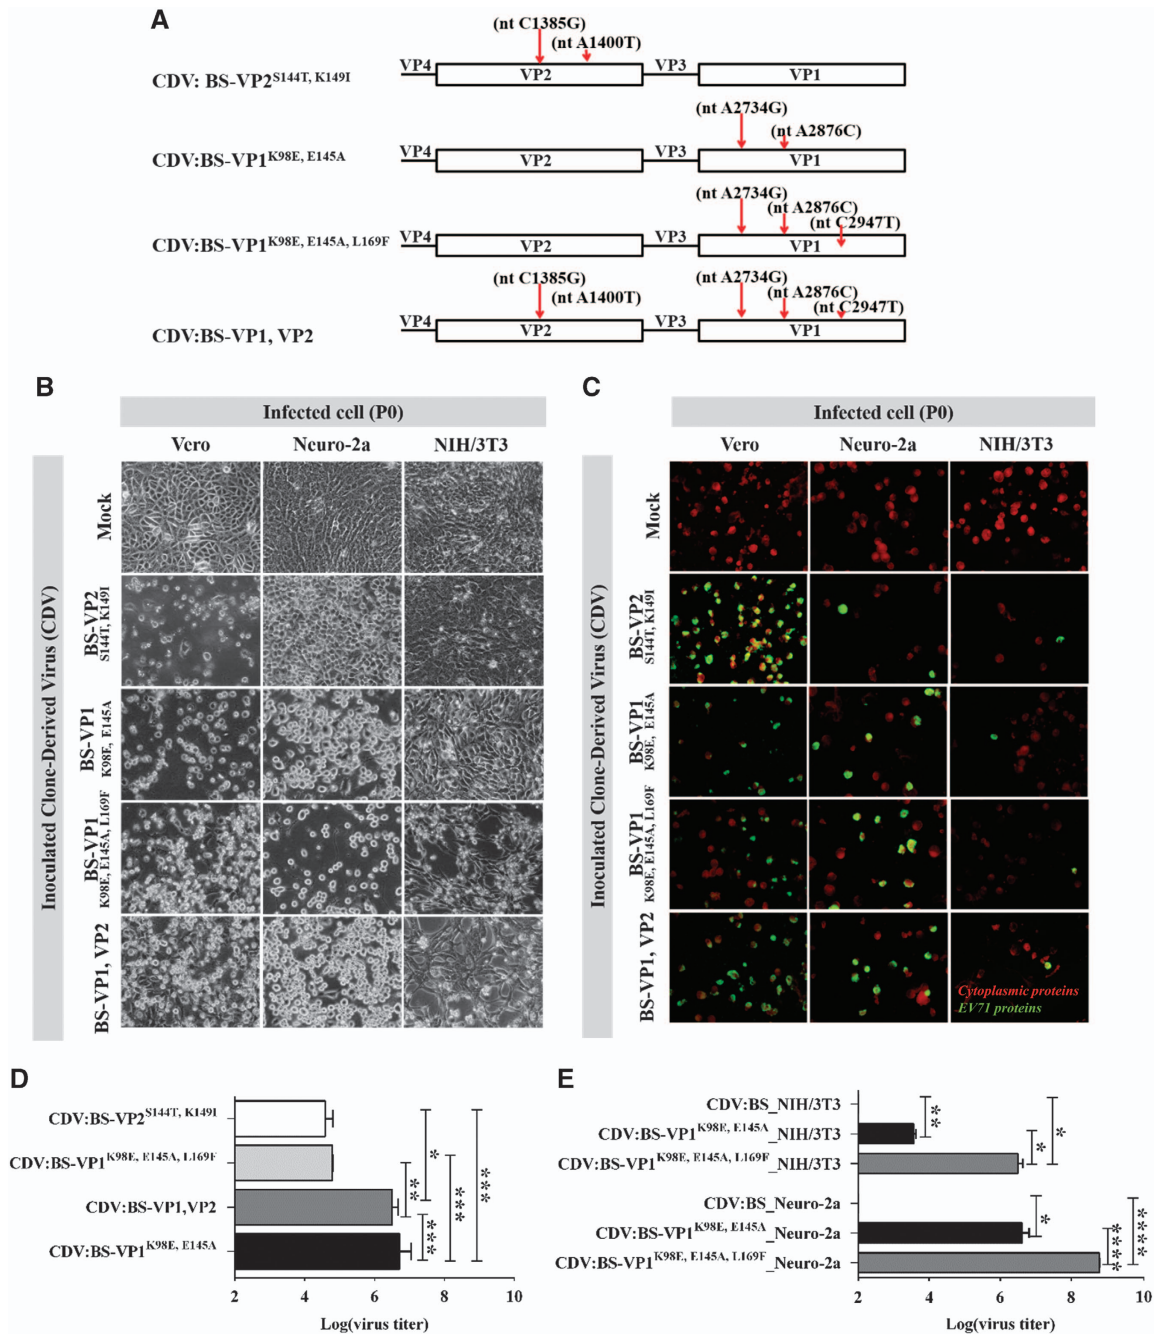 A
(nt C1385G)
(nt A1400T)
CDV: BS-VP2S144T, K149I
VP4
VP2
VP3
VP1
(nt A2734G)
(nt A2876C)
CDV:BS-VP1K98E, E145A
VP4
VP2
VP3
VP1
(nt A2734G)
(nt A2876C)
(nt C2947T)
CDV:BS-VP1K98E, E145A, L169F
VP4
VP2
VP3
VP1
(nt C1385G)
(nt A1400T)
(nt A2734G)
(nt A2876C)
(nt C2947T)
CDV:BS-VP1, VP2
VP4
VP2
VP3
VP1
B
Infected cell (P0)
Vero Neuro-2a NIH/3T3
Inoculated Clone-Derived Virus (CDV)
Mock
BS-VP2
S144T, K149I
BS-VP1
K98E, E145A
BS-VP1
K98E, E145A, L169F
BS-VP1, VP2
C
Infected cell (P0)
Vero Neuro-2a NIH/3T3
Inoculated Clone-Derived Virus (CDV)
Mock
BS-VP2
S144T, K149I
BS-VP1
K98E, E145A
BS-VP1
K98E, E145A, L169F
BS-VP1, VP2
Cytoplasmic proteins
EV71 proteins
D
CDV:BS-VP2S144T, K149I
CDV:BS-VP1K98E, E145A, L169F
CDV:BS-VP1,VP2
CDV:BS-VP1K98E, E145A
**
***
*
***
***
2 4 6 8 10
Log(virus titer)
E
CDV:BS_NIH/3T3
CDV:BS-VP1K98E, E145A_NIH/3T3
CDV:BS-VP1K98E, E145A, L169F_NIH/3T3
CDV:BS_Neuro-2a
CDV:BS-VP1K98E, E145A_Neuro-2a
CDV:BS-VP1K98E, E145A, L169F_Neuro-2a
**
*
*
*
****
****
2 4 6 8 10
Log(virus titer)